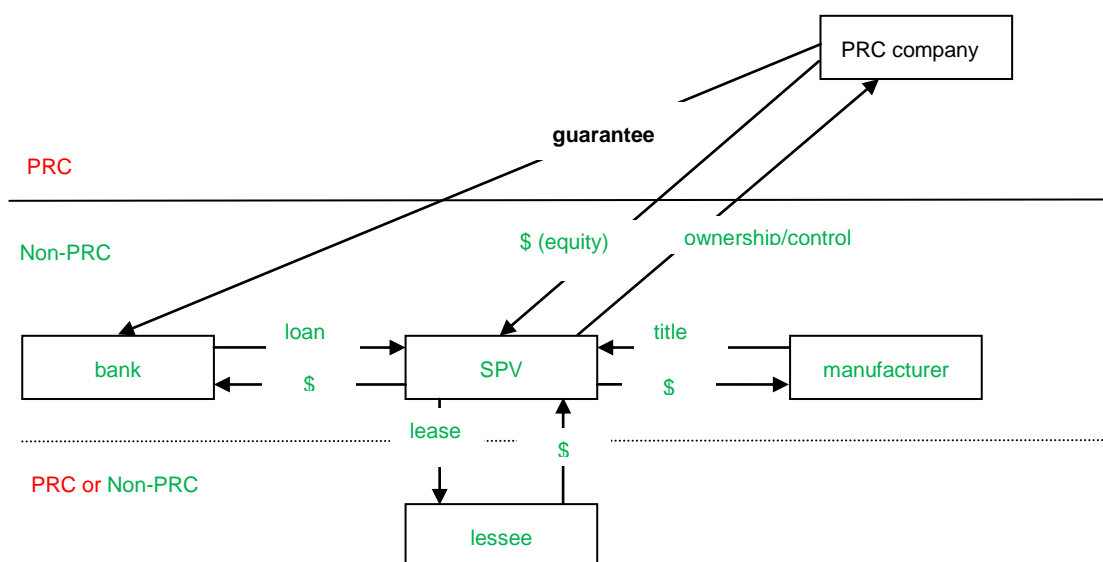 PRC company
guarantee
PRC
Non-PRC
$ (equity)
ownership/control
loan
title
bank
SPV
manufacturer
$
$
lease
$
PRC or Non-PRC
lessee